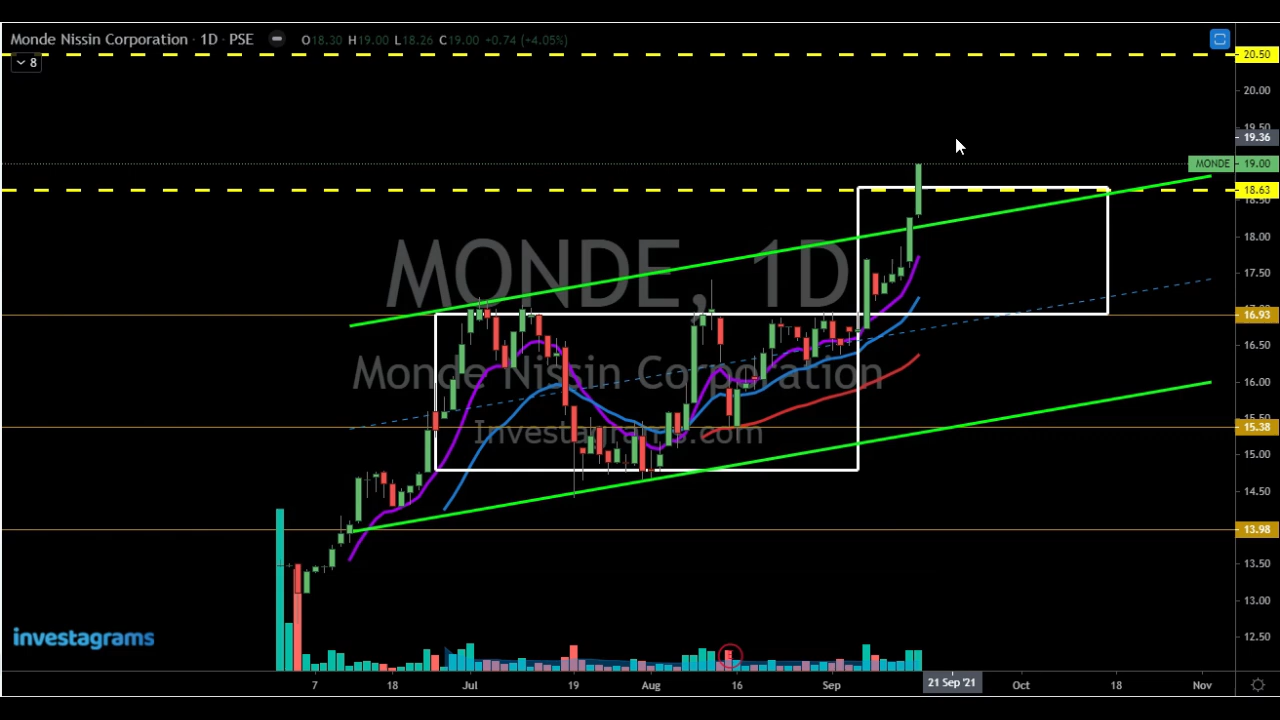 Monde Nissin Corporation · 1D · PSE O18.30 H19.00 L18.26 C19.00 +0.74 (+4.05%)
8
20.50
20.00
19.50
19.36
MONDE 19.00
18.63
18.50
18.00
MONDE, 1D
17.50
16.93
16.50
Monde Nissin Corporation
16.00
15.50
Investagrams.com
15.38
15.00
14.50
13.98
13.50
13.00
12.50
investagrams
7 18 Jul 19 Aug 16 Sep 21 Sep '21 Oct 18 Nov